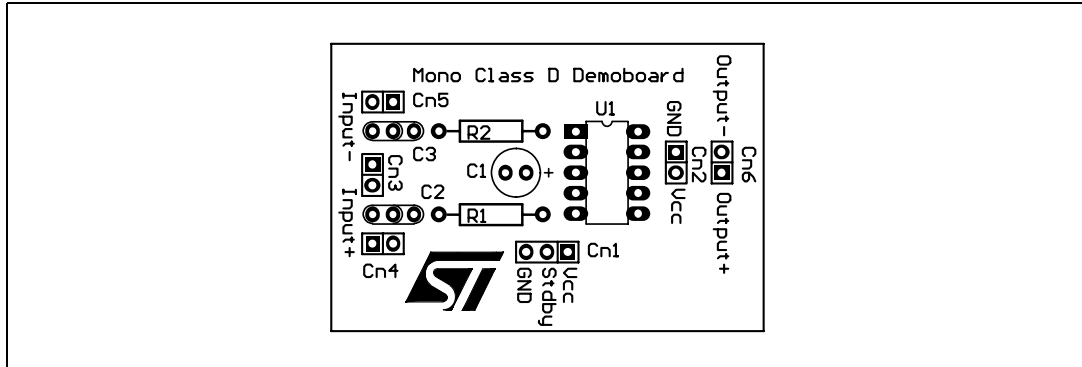 Mono Class D Demoboard
Input-
Cn5
C3
R2
U1
GND
Cn2
Vcc
Output-
Cn6
Output+
Cn3
C1
+
Input+
C2
R1
Cn4
ST
Cn1
GND
Stdby
Vcc